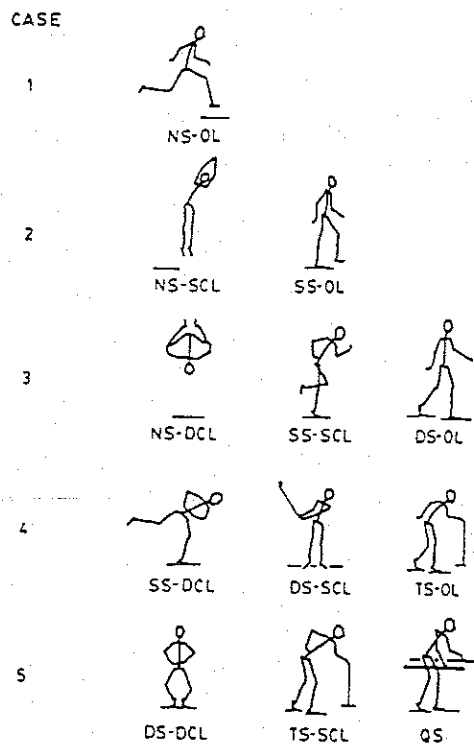 CASE
1
NS-OL
2
NS-SCL SS-OL
3
NS-DCL SS-SCL DS-OL
4
SS-DCL DS-SCL TS-OL
5
DS-DCL TS-SCL QS